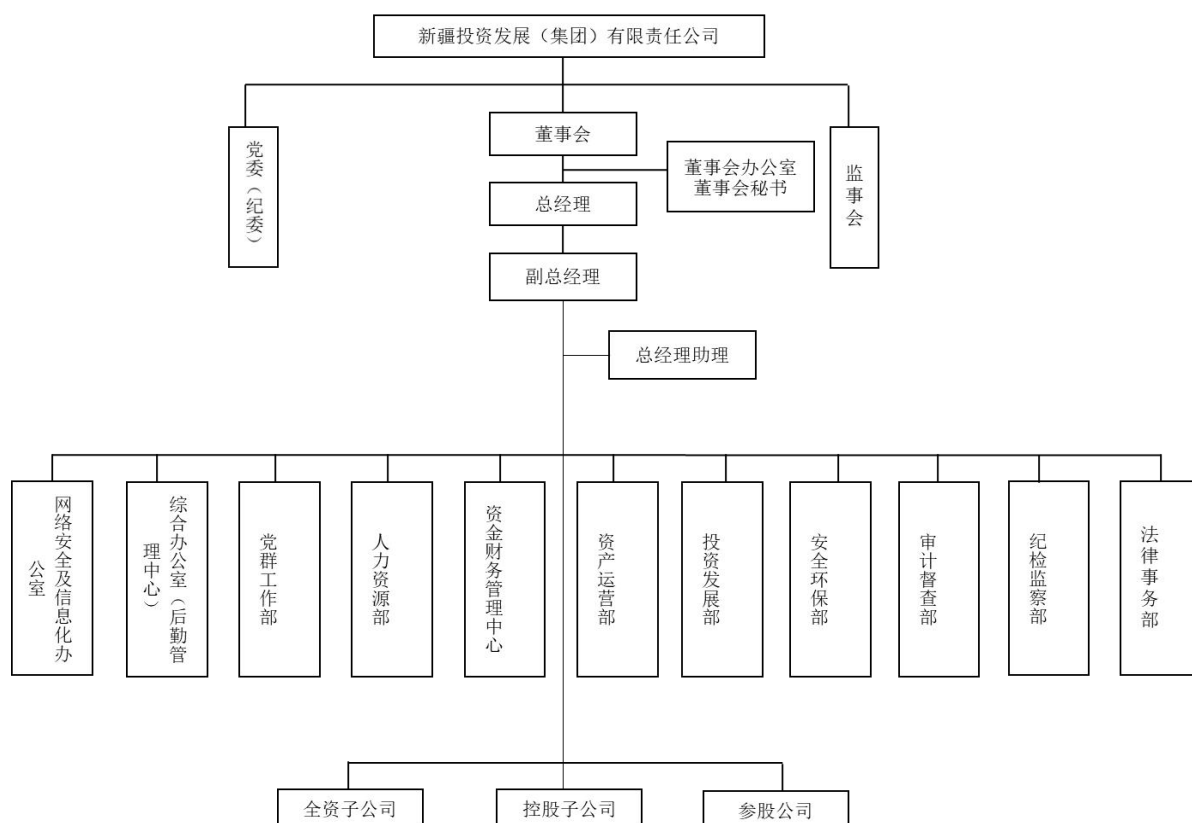 新疆投资发展（集团）有限责任公司
党委（纪委）
董事会
董事会办公室
董事会秘书
监事会
总经理
副总经理
总经理助理
网络安全及信息化办
公室
综合办公室（后勤管
理中心）
党群工作部
人力资源部
资金财务管理中心
资产运营部
投资发展部
安全环保部
审计督查部
纪检监察部
法律事务部
全资子公司
控股子公司
参股公司